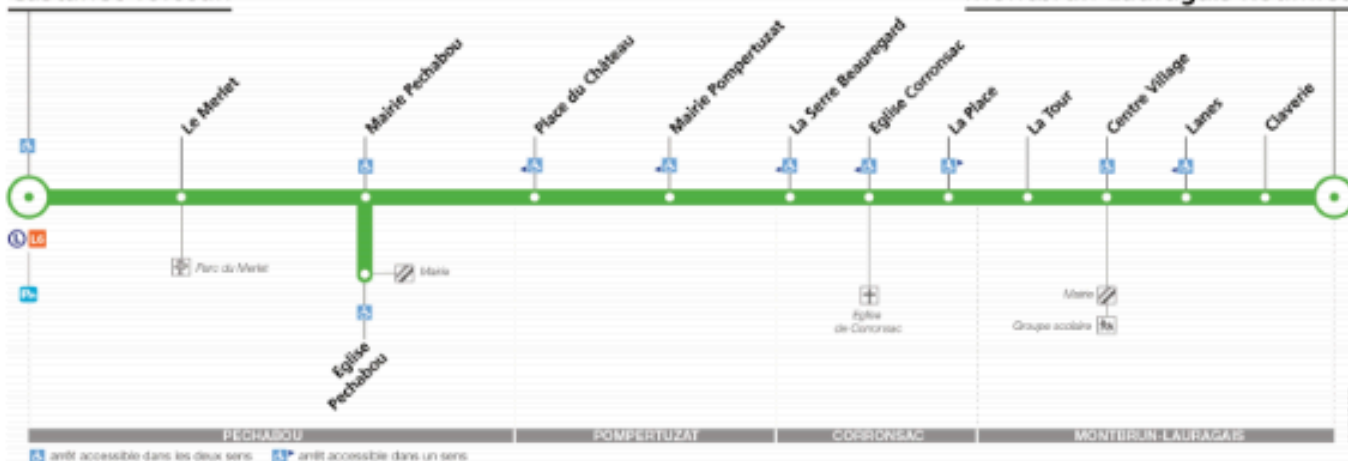 Le Merlet
Mairie Pechabou
Place du Château
Mairie Pompertuzat
La Serre Beauregard
Eglise Corronsac
La Place
La Tour
Centre Village
Lanes
Claverie
L6
Parc du Merlet
Mairie
Eglise
Pechabou
Eglise
de Corronsac
Mairie
Groupe scolaire
PECHABOU
POMPERTUZAT
CORRONSAC
MONTBRUN-LAURAGAIS
arrêt accessible dans les deux sens
arrêt accessible dans un sens